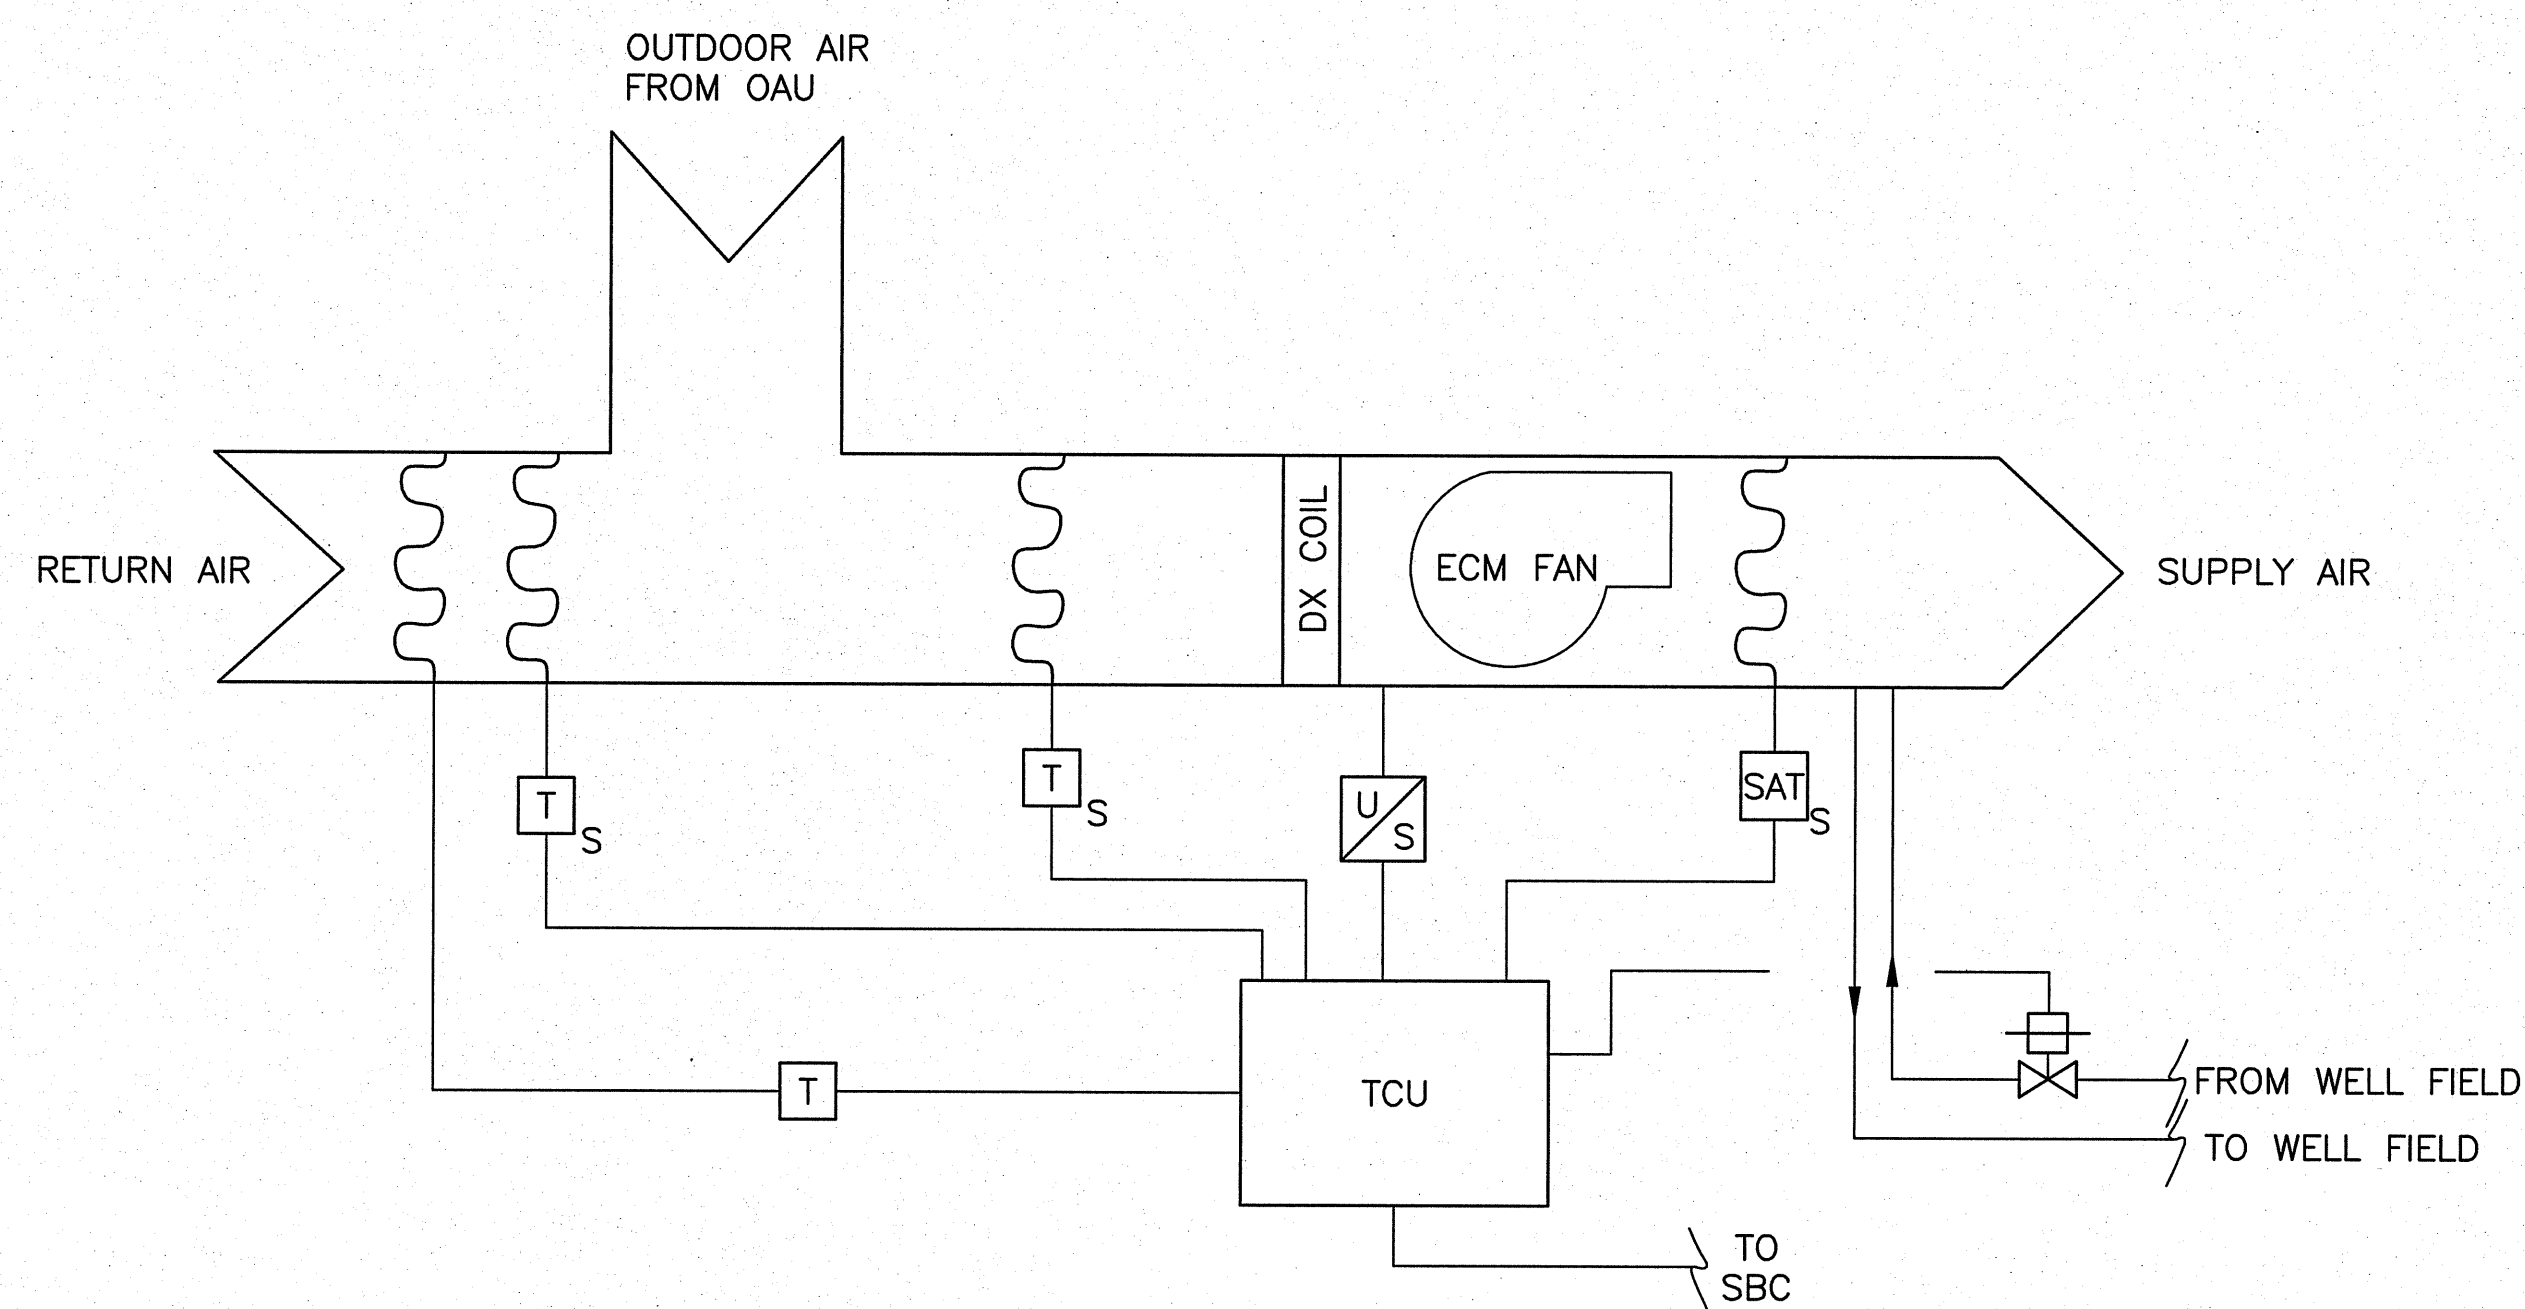 OUTDOOR AIR
FROM OAU
RETURN AIR
DX COIL
ECM FAN
SUPPLY AIR
T
S
T
S
U
S
SAT
S
T
TCU
FROM WELL FIELD
TO WELL FIELD
TO
SBC